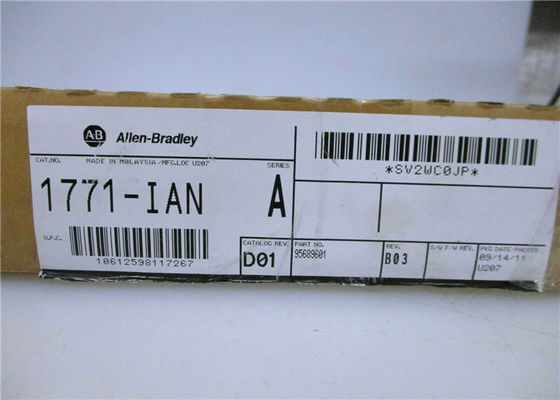 AB Allen-Bradley
CAT.NO. MADE IN MALAYSIA /MFG.LOC U207 SERIES
1771-IAN A
U.P.C.
10612598117267
*SV2WC0JP*
CATALOG REV. PART NO. REV. S/W F/W REV. PKG DATE/PACKER
D01 95689601 B03 09/14/11
U207